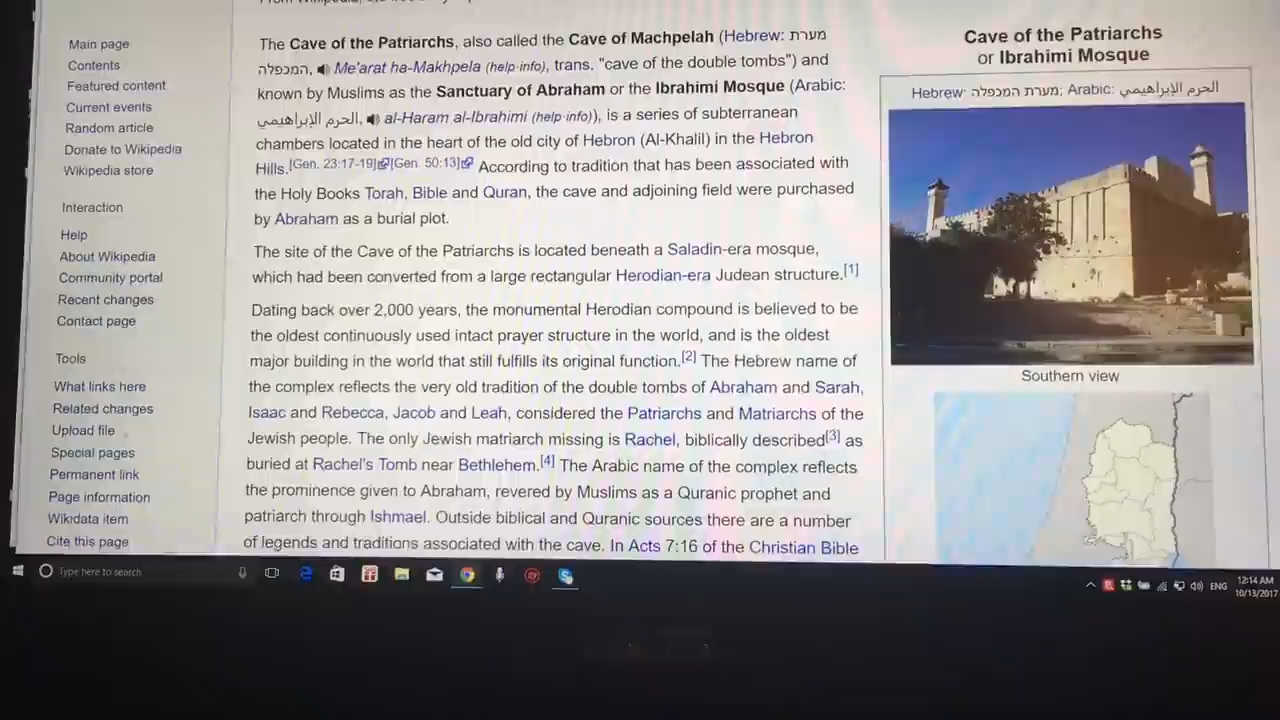 Main page
Contents
Featured content
Current events
Random article
Donate to Wikipedia
Wikipedia store
Interaction
Help
About Wikipedia
Community portal
Recent changes
Contact page
Tools
What links here
Related changes
Upload file
Special pages
Permanent link
Page information
Wikidata item
Cite this page
The Cave of the Patriarchs, also called the Cave of Machpelah (Hebrew: מערת
המכפלה, Me'arat ha-Makhpela (help·info), trans. "cave of the double tombs") and
known by Muslims as the Sanctuary of Abraham or the Ibrahimi Mosque (Arabic:
الحرم الإبراهيمي, al-Haram al-Ibrahimi (help·info)), is a series of subterranean
chambers located in the heart of the old city of Hebron (Al-Khalil) in the Hebron
Hills.[Gen. 23:17-19][Gen. 50:13] According to tradition that has been associated with
the Holy Books Torah, Bible and Quran, the cave and adjoining field were purchased
by Abraham as a burial plot.
The site of the Cave of the Patriarchs is located beneath a Saladin-era mosque,
which had been converted from a large rectangular Herodian-era Judean structure.[1]
Dating back over 2,000 years, the monumental Herodian compound is believed to be
the oldest continuously used intact prayer structure in the world, and is the oldest
major building in the world that still fulfills its original function.[2] The Hebrew name of
the complex reflects the very old tradition of the double tombs of Abraham and Sarah,
Isaac and Rebecca, Jacob and Leah, considered the Patriarchs and Matriarchs of the
Jewish people. The only Jewish matriarch missing is Rachel, biblically described[3] as
buried at Rachel's Tomb near Bethlehem.[4] The Arabic name of the complex reflects
the prominence given to Abraham, revered by Muslims as a Quranic prophet and
patriarch through Ishmael. Outside biblical and Quranic sources there are a number
of legends and traditions associated with the cave. In Acts 7:16 of the Christian Bible
Cave of the Patriarchs
or Ibrahimi Mosque
Hebrew: מערת המכפלה; Arabic: الحرم الإبراهيمي
Southern view
Type here to search
ENG
12:14 AM
10/13/2017